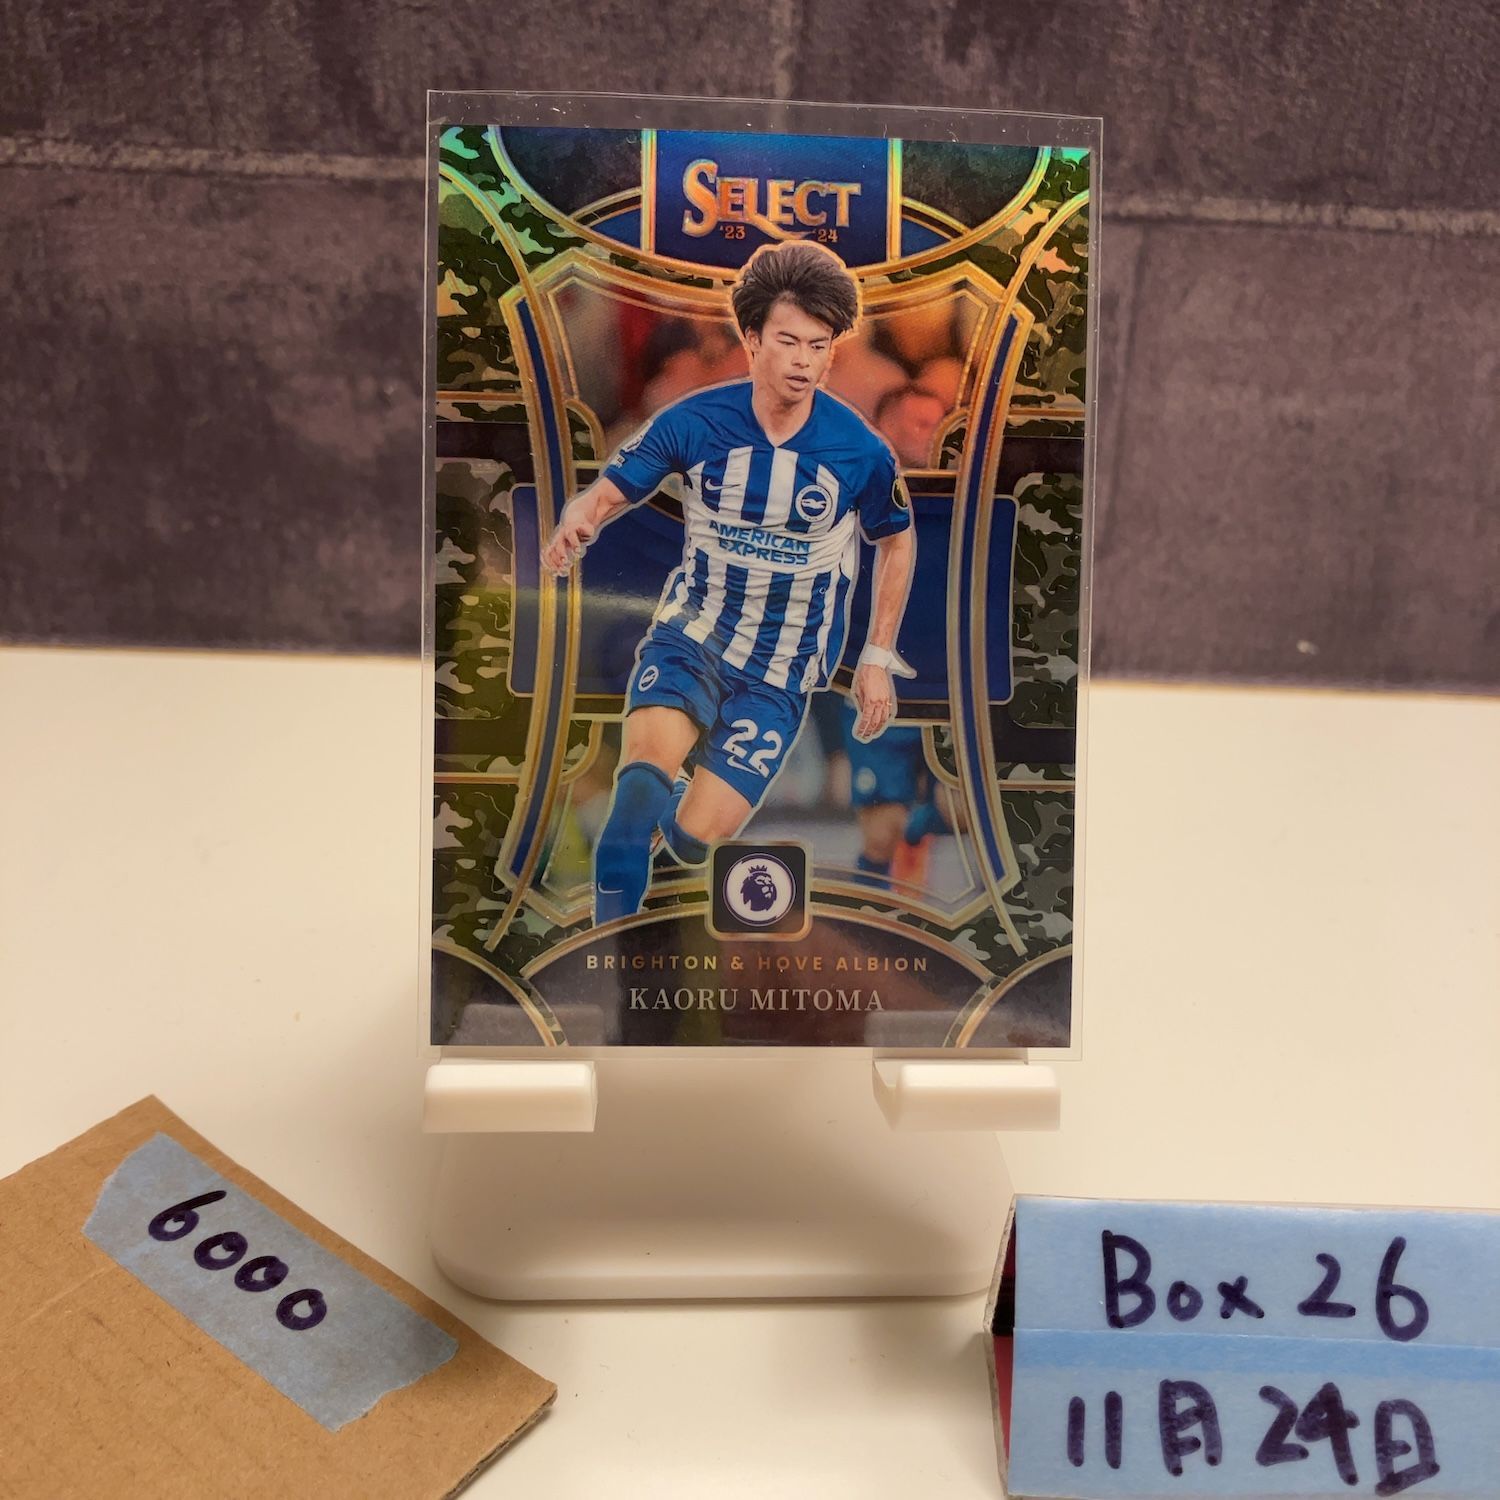 SELECT
'23 '24
AMERICAN
EXPRESS
22
BRIGHTON & HOVE ALBION
KAORU MITOMA
6000
Box 26
11月24日